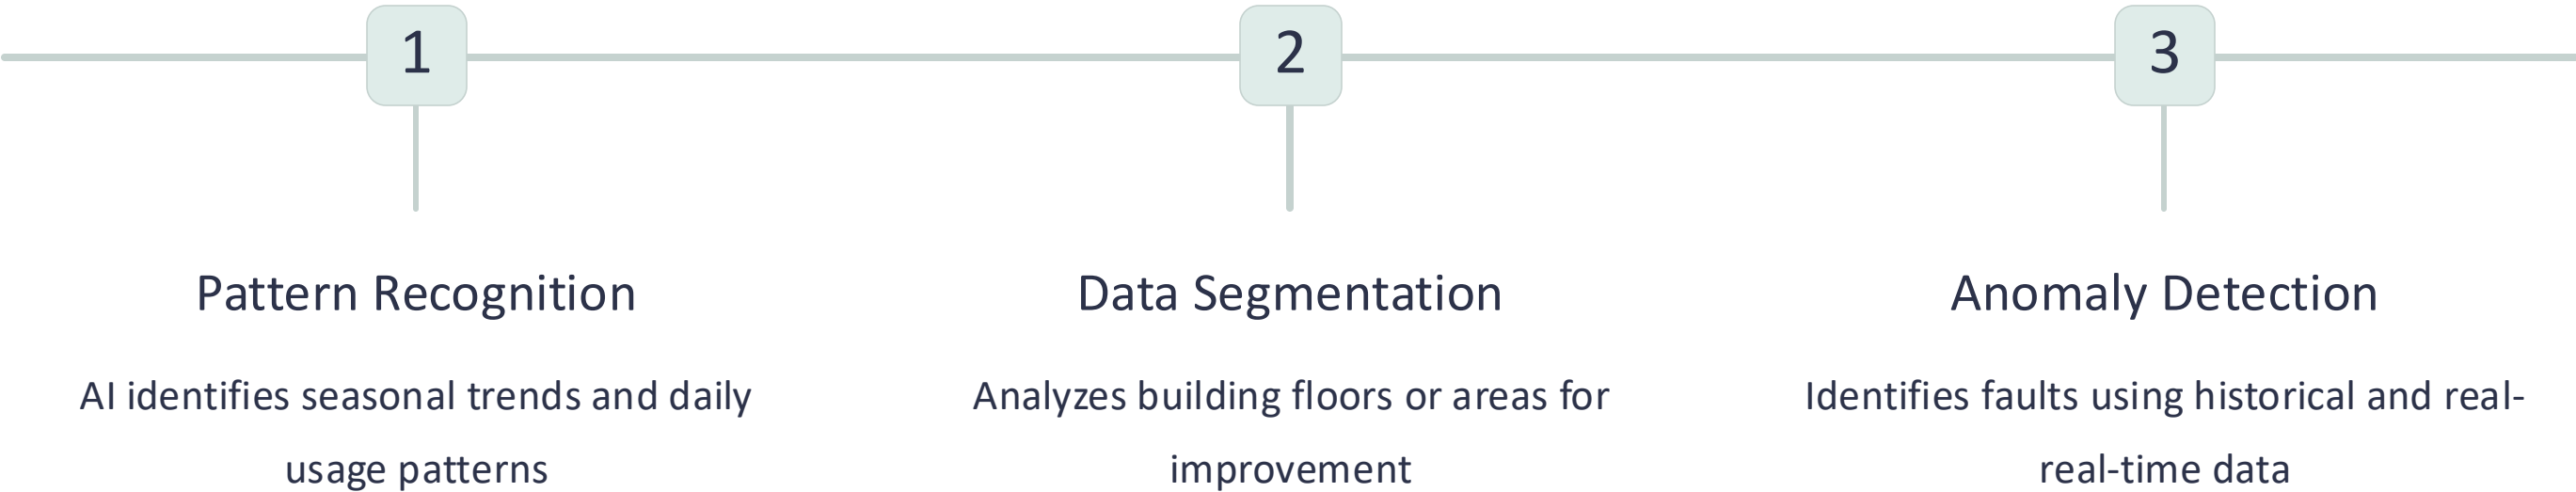 1
2
3
Pattern Recognition
AI identifies seasonal trends and daily
usage patterns
Data Segmentation
Analyzes building floors or areas for
improvement
Anomaly Detection
Identifies faults using historical and real-
real-time data